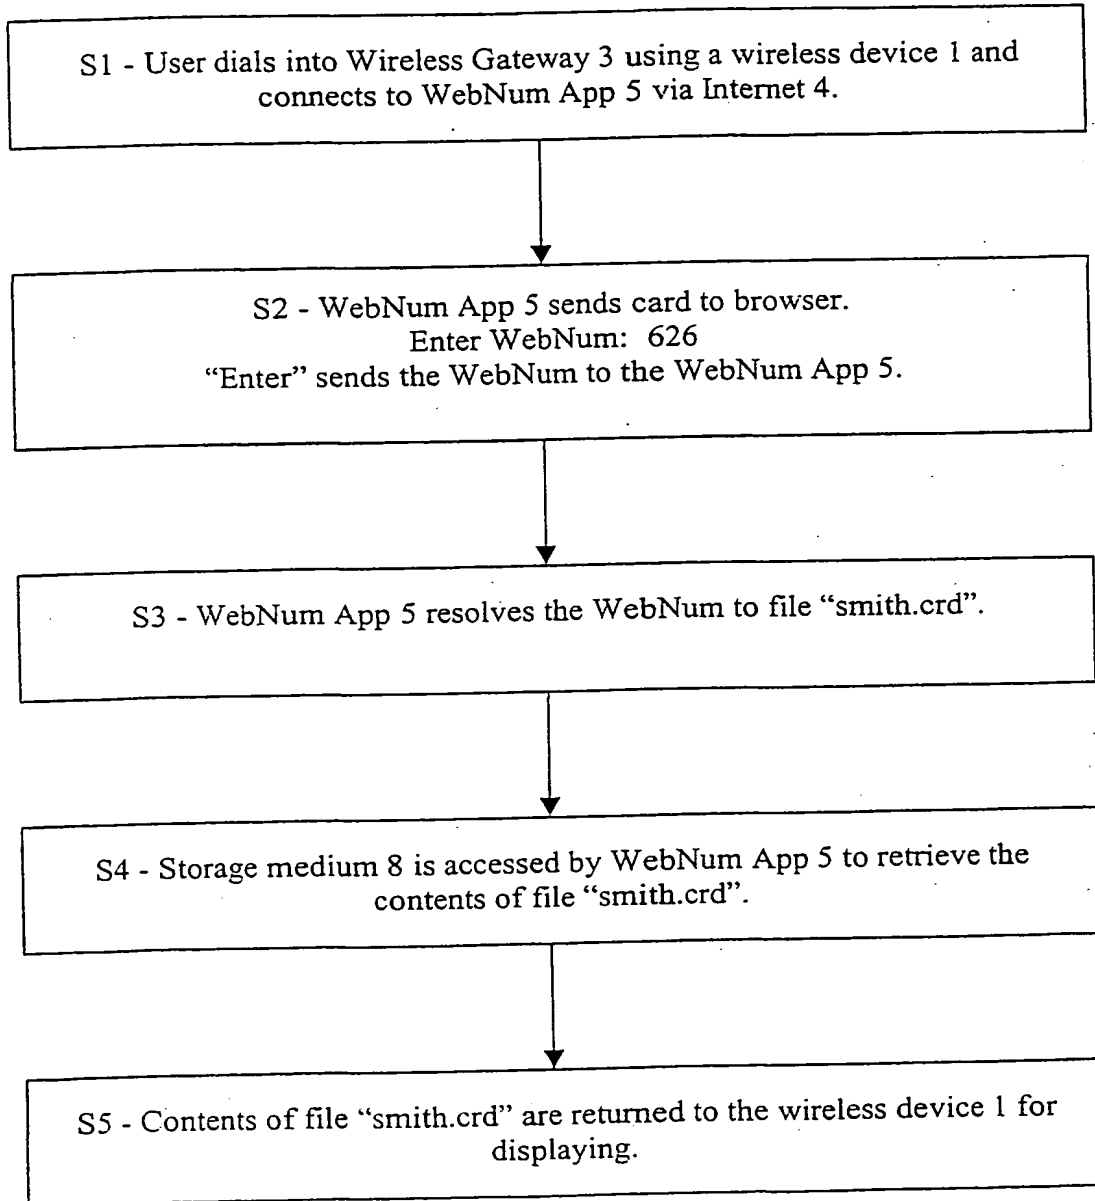 S1 - User dials into Wireless Gateway 3 using a wireless device 1 and
connects to WebNum App 5 via Internet 4.
S2 - WebNum App 5 sends card to browser.
Enter WebNum: 626
“Enter” sends the WebNum to the WebNum App 5.
S3 - WebNum App 5 resolves the WebNum to file “smith.crd”.
S4 - Storage medium 8 is accessed by WebNum App 5 to retrieve the
contents of file “smith.crd”.
S5 - Contents of file “smith.crd” are returned to the wireless device 1 for
displaying.